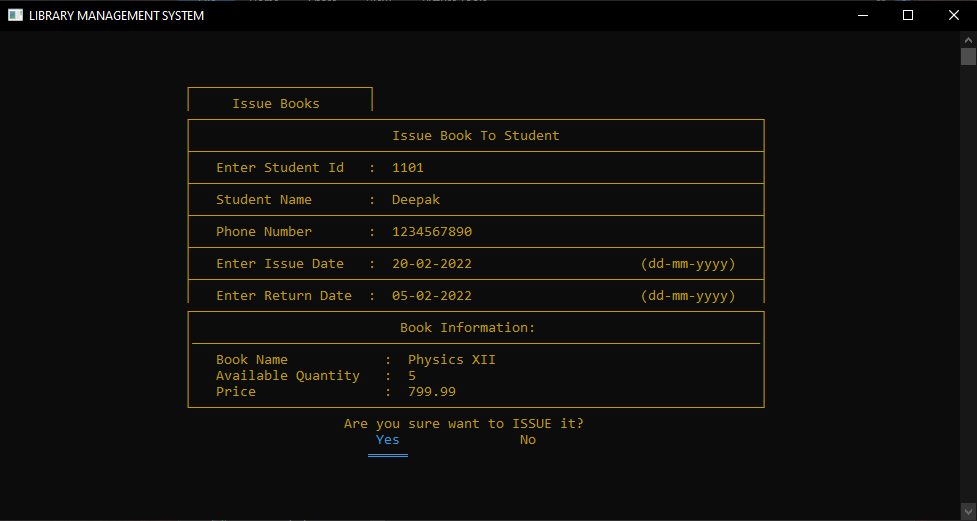 LIBRARY MANAGEMENT SYSTEM
Issue Books
Issue Book To Student
Enter Student Id : 1101
Student Name : Deepak
Phone Number : 1234567890
Enter Issue Date : 20-02-2022 (dd-mm-yyyy)
Enter Return Date : 05-02-2022 (dd-mm-yyyy)
Book Information:
Book Name : Physics XII
Available Quantity : 5
Price : 799.99
Are you sure want to ISSUE it?
Yes No